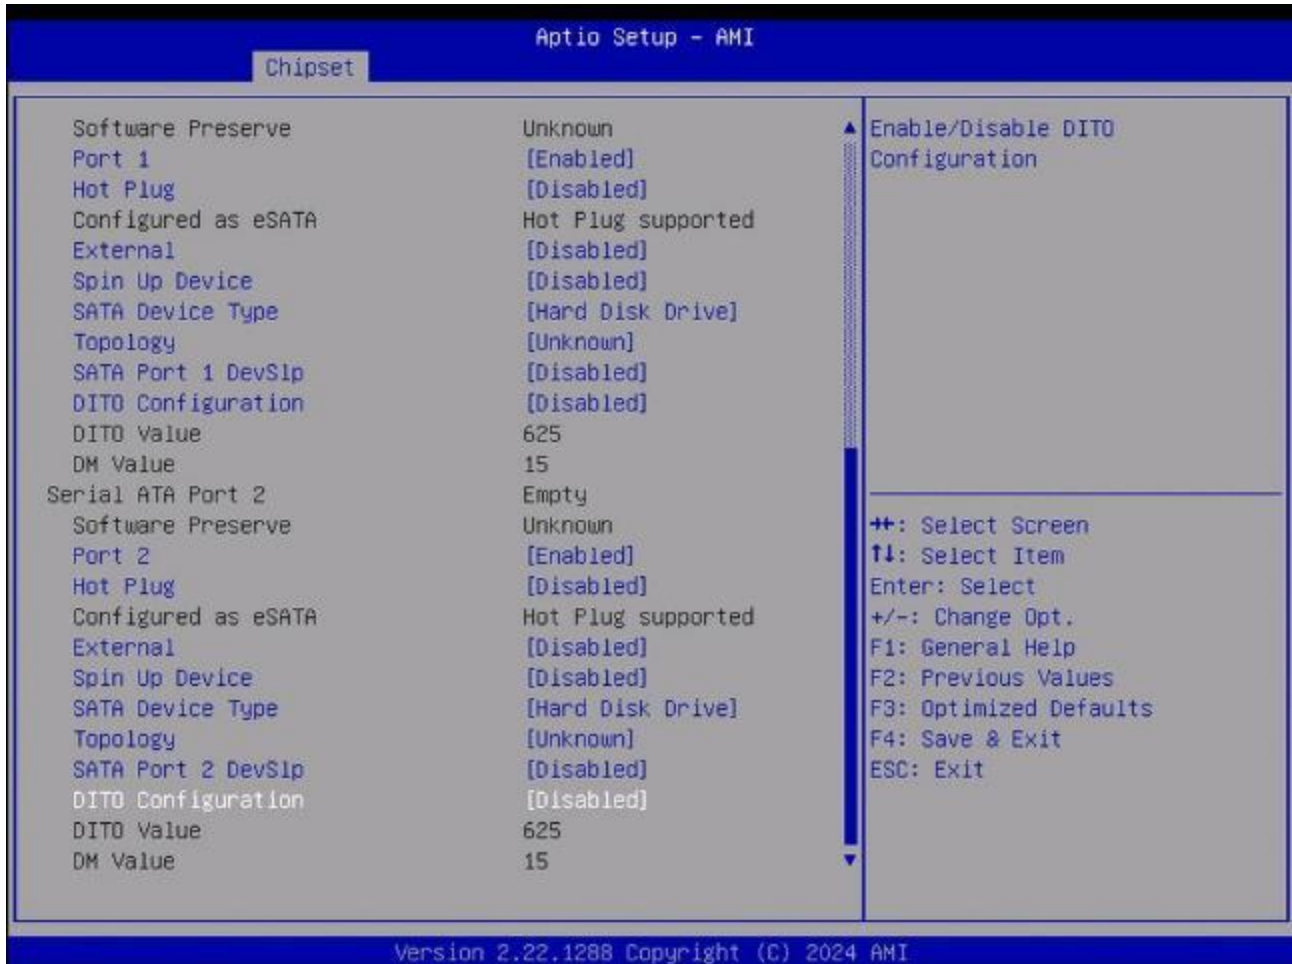 Aptio Setup - AMI
Chipset
Software Preserve Unknown
Port 1 [Enabled]
Hot Plug [Disabled]
Configured as eSATA Hot Plug supported
External [Disabled]
Spin Up Device [Disabled]
SATA Device Type [Hard Disk Drive]
Topology [Unknown]
SATA Port 1 DevSlp [Disabled]
DITO Configuration [Disabled]
DITO Value 625
DM Value 15
Serial ATA Port 2 Empty
Software Preserve Unknown
Port 2 [Enabled]
Hot Plug [Disabled]
Configured as eSATA Hot Plug supported
External [Disabled]
Spin Up Device [Disabled]
SATA Device Type [Hard Disk Drive]
Topology [Unknown]
SATA Port 2 DevSlp [Disabled]
DITO Configuration [Disabled]
DITO Value 625
DM Value 15
Enable/Disable DITO
Configuration
→←: Select Screen
↑↓: Select Item
Enter: Select
+/-: Change Opt.
F1: General Help
F2: Previous Values
F3: Optimized Defaults
F4: Save & Exit
ESC: Exit
Version 2.22.1288 Copyright (C) 2024 AMI